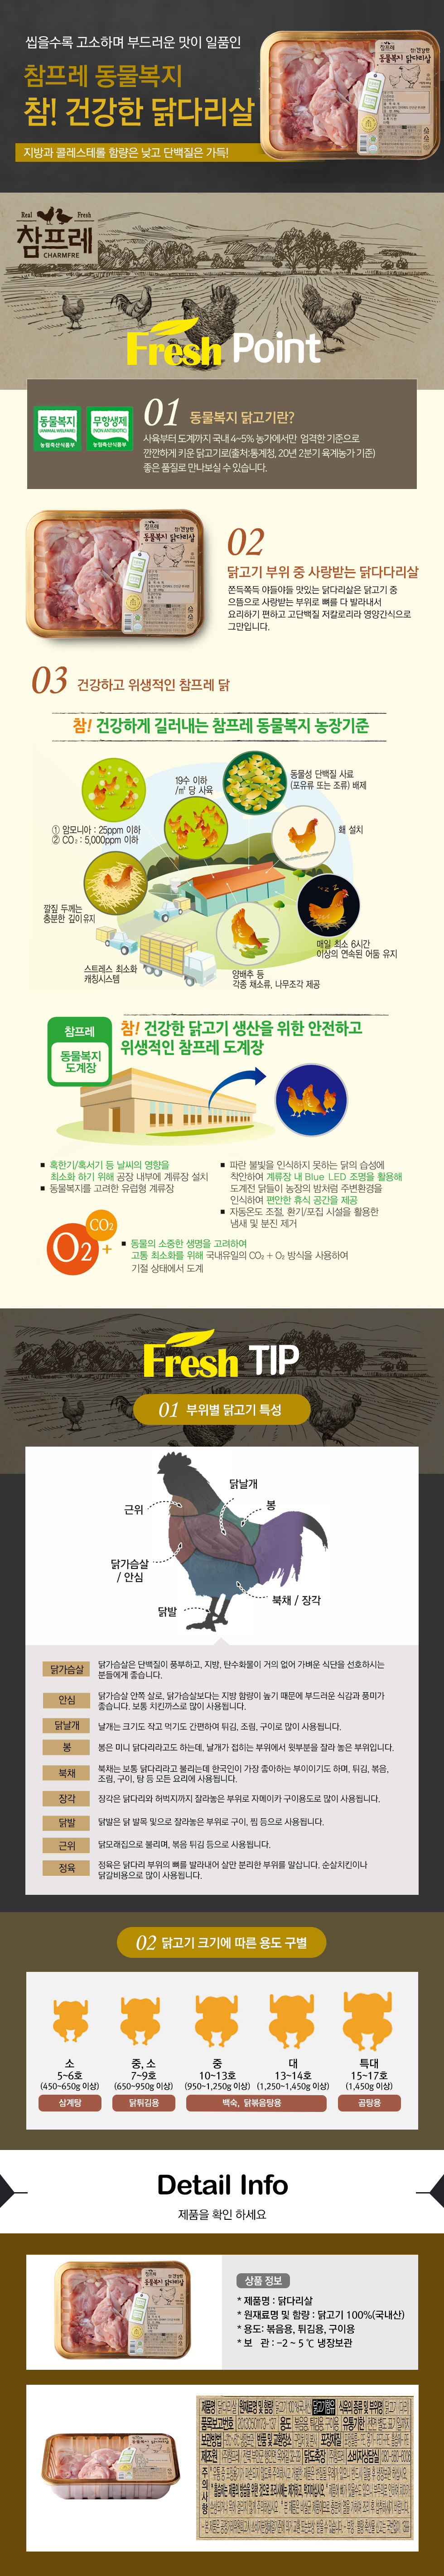 씹을수록 고소하며 부드러운 맛이 일품인
참프레 동물복지
참! 건강한 닭다리살
지방과 콜레스테롤 함량은 낮고 단백질은 가득!
Real Fresh
참프레
CHARMFRE
Fresh Point
동물복지
(ANIMAL WELFARE)
농림축산식품부
무항생제
(NON ANTIBIOTIC)
농림축산식품부
01 동물복지 닭고기란?
사육부터 도계까지 국내 4~5% 농가에서만 엄격한 기준으로
깐깐하게 키운 닭고기로(출처:통계청, 20년 2분기 육계농가 기준)
좋은 품질로 만나보실 수 있습니다.
02
닭고기 부위 중 사랑받는 닭다다리살
쫀득쪽득 야들야들 맛있는 닭다리살은 닭고기 중
으뜸으로 사랑받는 부위로 뼈를 다 발라내서
요리하기 편하고 고단백질 저칼로리라 영양간식으로
그만입니다.
03 건강하고 위생적인 참프레 닭
참! 건강하게 길러내는 참프레 동물복지 농장기준
① 암모니아 : 25ppm 이하
② CO₂ : 5,000ppm 이하
19수 이하
/㎡ 당 사육
동물성 단백질 사료
(포유류 또는 조류) 배제
홰 설치
깔짚 두께는
충분한 깊이유지
매일 최소 6시간
이상의 연속된 어둠 유지
스트레스 최소화
캐칭시스템
양배추 등
각종 채소류, 나무조각 제공
참프레
동물복지
도계장
참! 건강한 닭고기 생산을 위한 안전하고
위생적인 참프레 도계장
■ 혹한기/혹서기 등 날씨의 영향을
최소화 하기 위해 공장 내부에 계류장 설치
■ 동물복지를 고려한 유럽형 계류장
■ 파란 불빛을 인식하지 못하는 닭의 습성에
착안하여 계류장 내 Blue LED 조명을 활용해
도계전 닭들이 농장의 밤처럼 주변환경을
인식하여 편안한 휴식 공간을 제공
■ 자동온도 조절, 환기/포집 시설을 활용한
냄새 및 분진 제거
CO₂
O₂ +
■ 동물의 소중한 생명을 고려하여
고통 최소화를 위해 국내유일의 CO₂ + O₂ 방식을 사용하여
기절 상태에서 도계
Fresh TIP
01 부위별 닭고기 특성
닭날개
근위
봉
닭가슴살
/ 안심
북채 / 장각
닭발
닭가슴살 닭가슴살은 단백질이 풍부하고, 지방, 탄수화물이 거의 없어 가벼운 식단을 선호하시는
분들에게 좋습니다.
안심 닭가슴살 안쪽 살로, 닭가슴살보다는 지방 함량이 높기 때문에 부드러운 식감과 풍미가
좋습니다. 보통 치킨까스로 많이 사용됩니다.
닭날개 날개는 크기도 작고 먹기도 간편하여 튀김, 조림, 구이로 많이 사용됩니다.
봉 봉은 미니 닭다리라고도 하는데, 날개가 접히는 부위에서 윗부분을 잘라 놓은 부위입니다.
북채 북채는 보통 닭다리라고 불리는데 한국인이 가장 좋아하는 부이이기도 하며, 튀김, 볶음,
조림, 구이, 탕 등 모든 요리에 사용됩니다.
장각 장각은 닭다리와 허벅지까지 잘라놓은 부위로 자메이카 구이용도로 많이 사용됩니다.
닭발 닭발은 닭 발목 및으로 잘라놓은 부위로 구이, 찜 등으로 사용됩니다.
근위 닭모래집으로 불리며, 볶음 튀김 등으로 사용됩니다.
정육 정육은 닭다리 부위의 뼈를 발라내어 살만 분리한 부위를 말삽니다. 순살치킨이나
닭갈비용으로 많이 사용됩니다.
02 닭고기 크기에 따른 용도 구별
소 중, 소 중 대 특대
5~6호 7~9호 10~13호 13~14호 15~17호
(450~650g 이상) (650~950g 이상) (950~1,250g 이상) (1,250~1,450g 이상) (1,450g 이상)
삼계탕 닭튀김용 백숙, 닭볶음탕용 곰탕용
Detail Info
제품을 확인 하세요
상품 정보
* 제품명 : 닭다리살
* 원재료명 및 함량 : 닭고기 100%(국내산)
* 용도: 볶음용, 튀김용, 구이용
* 보 관 : -2 ~ 5 ℃ 냉장보관